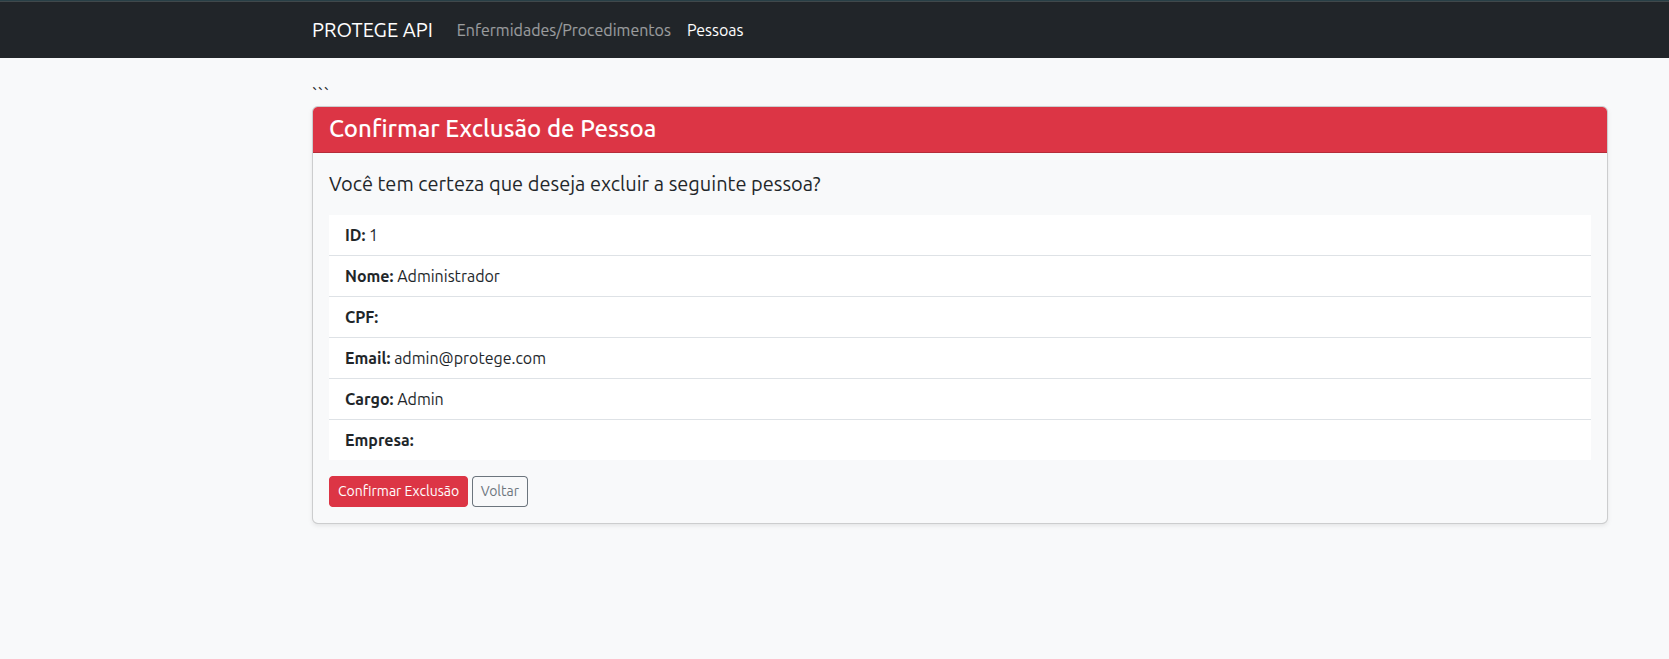 PROTEGE API Enfermidades/Procedimentos Pessoas
```
Confirmar Exclusão de Pessoa
Você tem certeza que deseja excluir a seguinte pessoa?
ID: 1
Nome: Administrador
CPF:
Email: admin@protege.com
Cargo: Admin
Empresa:
Confirmar Exclusão Voltar